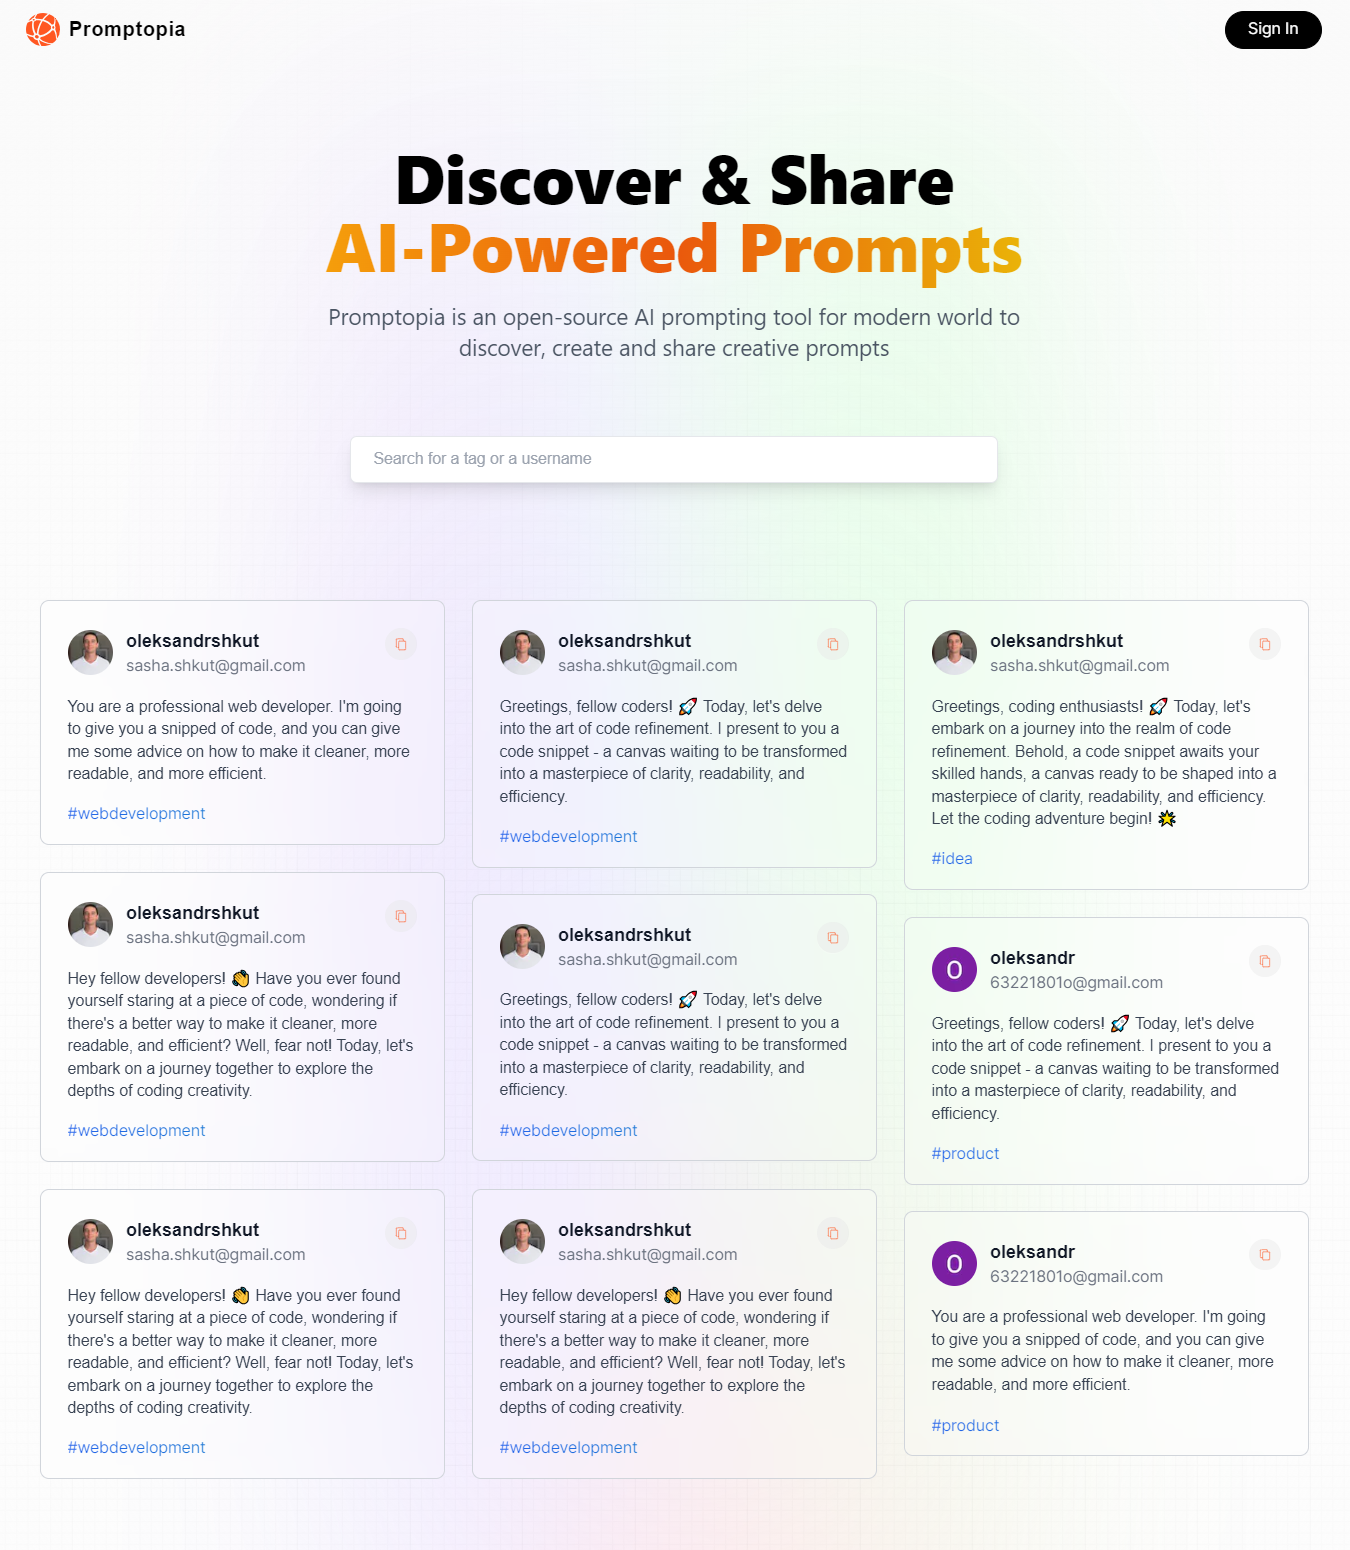 Promptopia
Sign In
Discover & Share
AI-Powered Prompts
Promptopia is an open-source AI prompting tool for modern world to
discover, create and share creative prompts
Search for a tag or a username
oleksandrshkut
sasha.shkut@gmail.com
You are a professional web developer. I'm going
to give you a snipped of code, and you can give
me some advice on how to make it cleaner, more
readable, and more efficient.
#webdevelopment
oleksandrshkut
sasha.shkut@gmail.com
Hey fellow developers! 👏 Have you ever found
yourself staring at a piece of code, wondering if
there's a better way to make it cleaner, more
readable, and efficient? Well, fear not! Today, let's
embark on a journey together to explore the
depths of coding creativity.
#webdevelopment
oleksandrshkut
sasha.shkut@gmail.com
Hey fellow developers! 👏 Have you ever found
yourself staring at a piece of code, wondering if
there's a better way to make it cleaner, more
readable, and efficient? Well, fear not! Today, let's
embark on a journey together to explore the
depths of coding creativity.
#webdevelopment
oleksandrshkut
sasha.shkut@gmail.com
Greetings, fellow coders! 🚀 Today, let's delve
into the art of code refinement. I present to you a
code snippet - a canvas waiting to be transformed
into a masterpiece of clarity, readability, and
efficiency.
#webdevelopment
oleksandrshkut
sasha.shkut@gmail.com
Greetings, fellow coders! 🚀 Today, let's delve
into the art of code refinement. I present to you a
code snippet - a canvas waiting to be transformed
into a masterpiece of clarity, readability, and
efficiency.
#webdevelopment
oleksandrshkut
sasha.shkut@gmail.com
Hey fellow developers! 👏 Have you ever found
yourself staring at a piece of code, wondering if
there's a better way to make it cleaner, more
readable, and efficient? Well, fear not! Today, let's
embark on a journey together to explore the
depths of coding creativity.
#webdevelopment
oleksandrshkut
sasha.shkut@gmail.com
Greetings, coding enthusiasts! 🚀 Today, let's
embark on a journey into the realm of code
refinement. Behold, a code snippet awaits your
skilled hands, a canvas ready to be shaped into a
masterpiece of clarity, readability, and efficiency.
Let the coding adventure begin! 🌟
#idea
O
oleksandr
63221801o@gmail.com
Greetings, fellow coders! 🚀 Today, let's delve
into the art of code refinement. I present to you a
code snippet - a canvas waiting to be transformed
into a masterpiece of clarity, readability, and
efficiency.
#product
O
oleksandr
63221801o@gmail.com
You are a professional web developer. I'm going
to give you a snipped of code, and you can give
me some advice on how to make it cleaner, more
readable, and more efficient.
#product